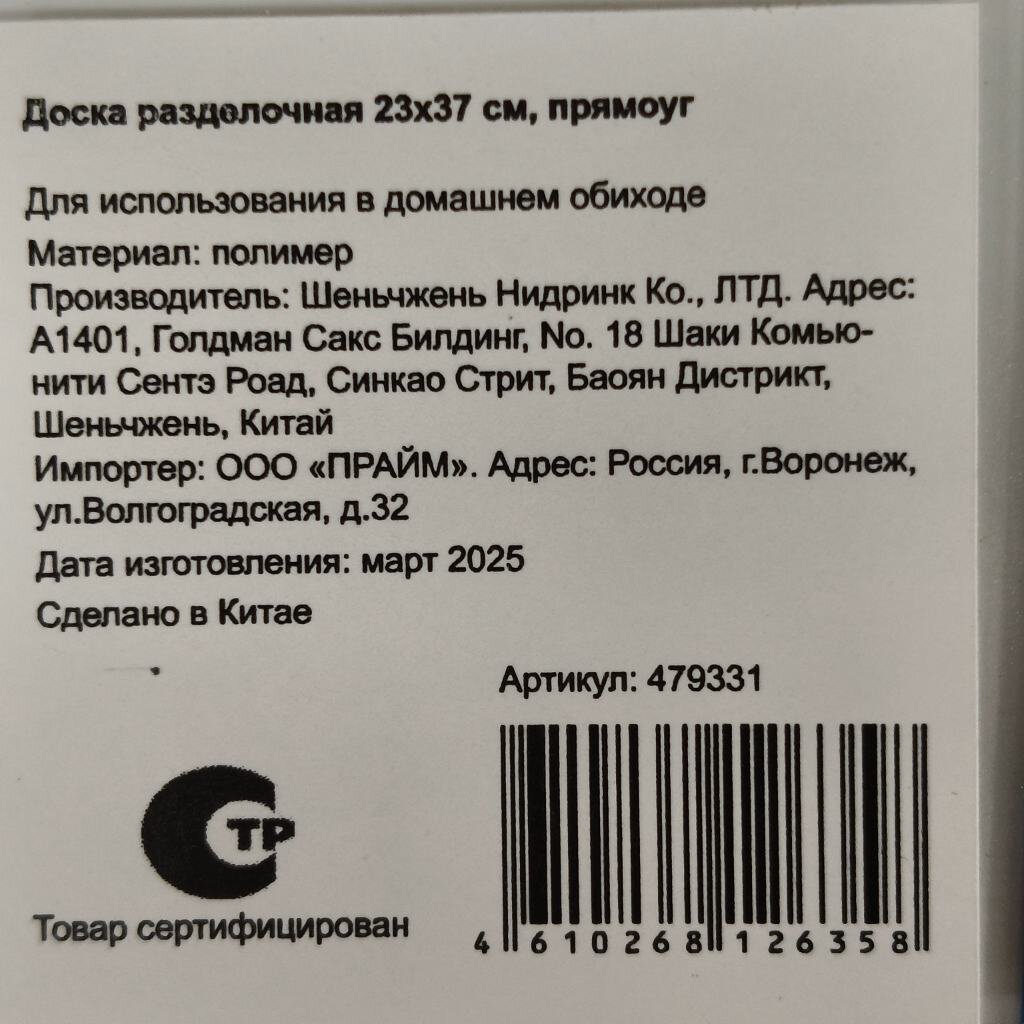 Доска разделочная 23х37 см, прямоуг
Для использования в домашнем обиходе
Материал: полимер
Производитель: Шеньчжень Нидринк Ко., ЛТД. Адрес:
А1401, Голдман Сакс Билдинг, No. 18 Шаки Комью-
нити Сентэ Роад, Синкао Стрит, Баоян Дистрикт,
Шеньчжень, Китай
Импортер: ООО «ПРАЙМ». Адрес: Россия, г.Воронеж,
ул.Волгоградская, д.32
Дата изготовления: март 2025
Сделано в Китае
Артикул: 479331
ТР
Товар сертифицирован
4 610268 126358